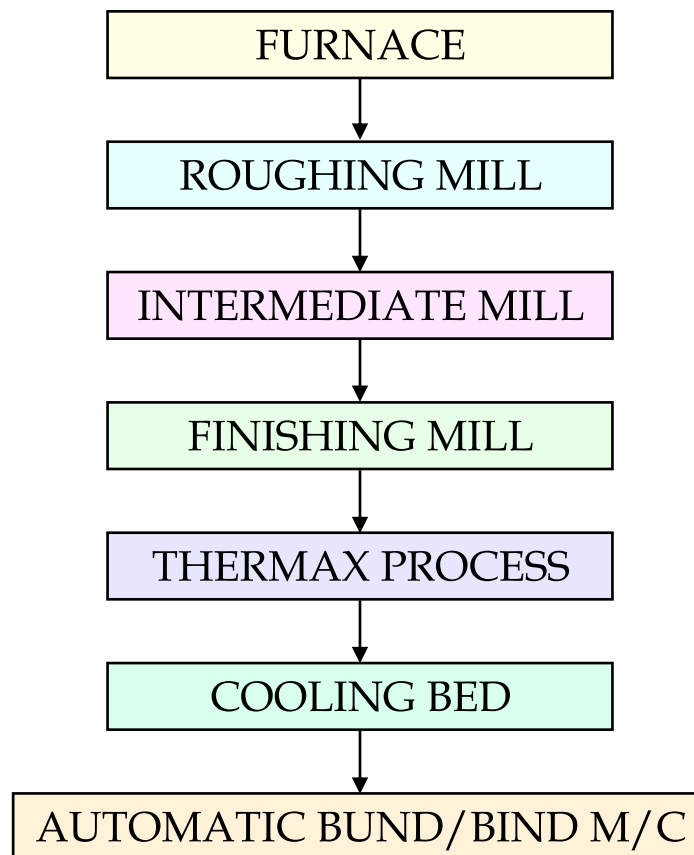 FURNACE
ROUGHING MILL
INTERMEDIATE MILL
FINISHING MILL
THERMAX PROCESS
COOLING BED
AUTOMATIC BUND/BIND M/C